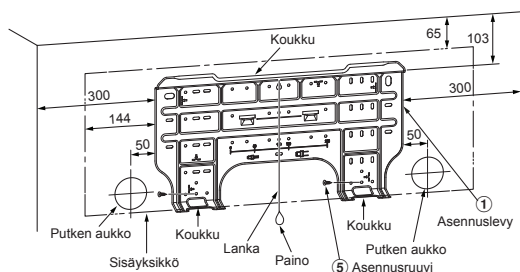 65
103
Koukku
300
300
144
50
50
1
Asennuslevy
Putken aukko
Koukku
Lanka
Koukku
Putken aukko
Sisäyksikkö
Paino
5 Asennusruuvi